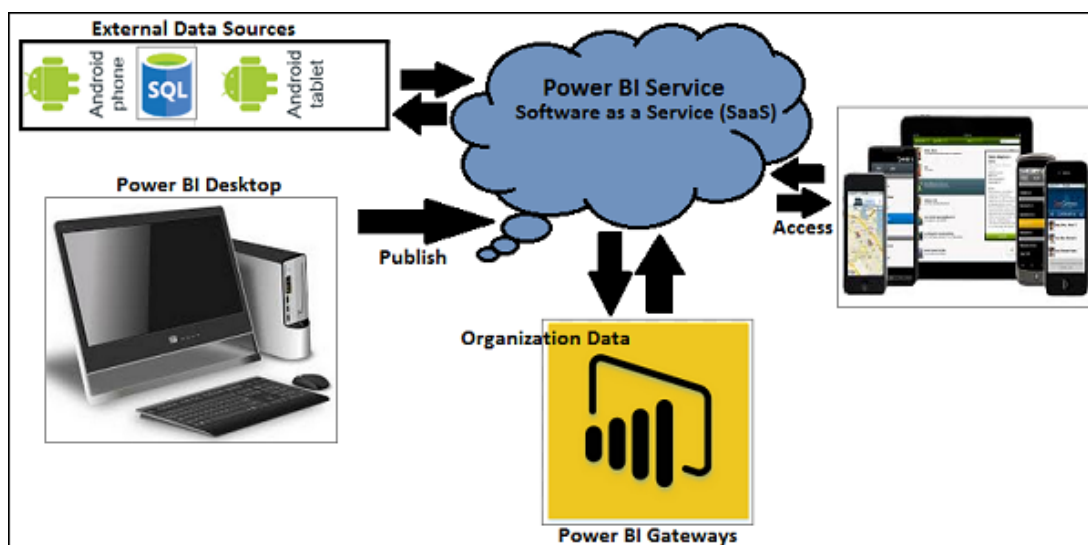 External Data Sources
Android
phone
SQL
Android
tablet
Power BI Service
Software as a Service (SaaS)
Power BI Desktop
Publish
Access
Organization Data
Power BI Gateways